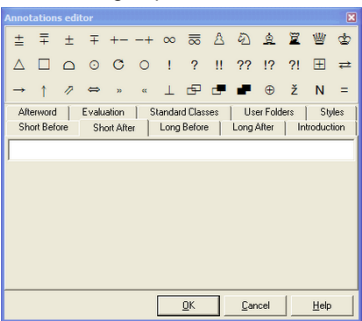 Annotations editor
± ∓ ± ∓ +− −+ ∞ ♙ ♘ ♗ ♖ ♕ ♔
△ □ ⌓ ⊙ C ○ ! ? !! ?? !? ?! ⊞ ⇄
→ ↑ ⇗ ⇔ » « ⊥ ⊕ ž N =
Afterword Evaluation Standard Classes User Folders Styles
Short Before Short After Long Before Long After Introduction
OK Cancel Help